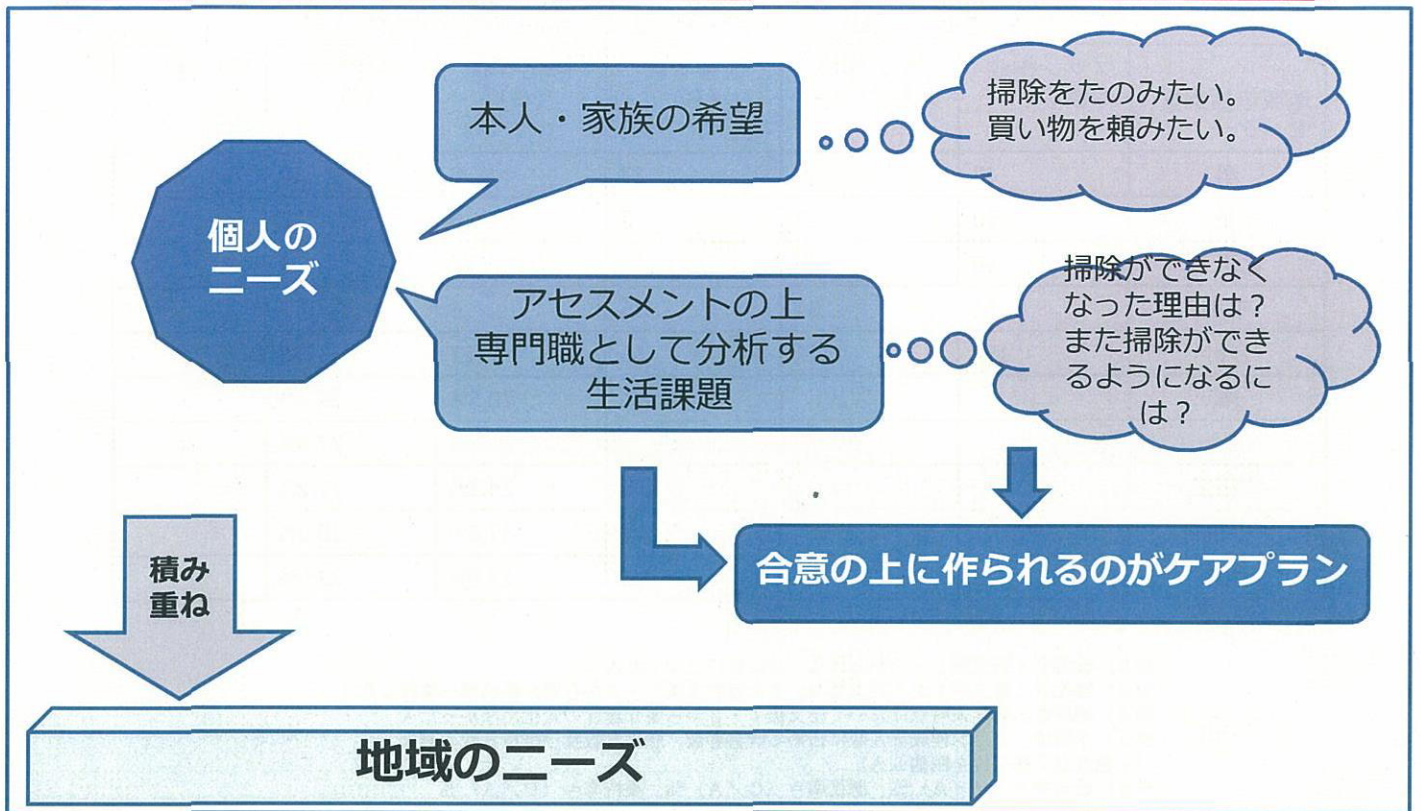 本人・家族の希望
掃除をたのみたい。
買い物を頼みたい。
個人の
ニーズ
アセスメントの上
専門職として分析する
生活課題
掃除ができなく
なった理由は？
また掃除ができ
るようになるに
は？
積み
重ね
合意の上に作られるのがケアプラン
地域のニーズ